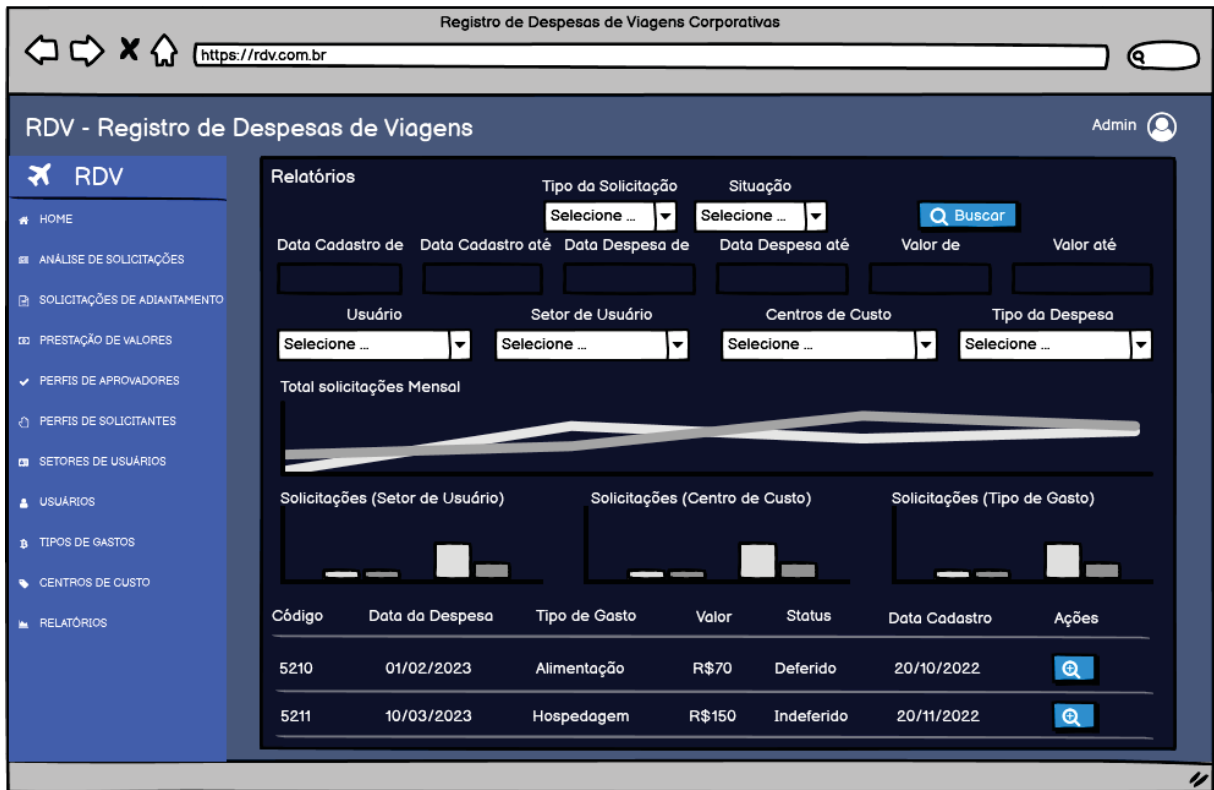 Registro de Despesas de Viagens Corporativas
https://rdv.com.br
RDV - Registro de Despesas de Viagens
Admin
RDV
HOME
ANÁLISE DE SOLICITAÇÕES
SOLICITAÇÕES DE ADIANTAMENTO
PRESTAÇÃO DE VALORES
PERFIS DE APROVADORES
PERFIS DE SOLICITANTES
SETORES DE USUÁRIOS
USUÁRIOS
TIPOS DE GASTOS
CENTROS DE CUSTO
RELATÓRIOS
Relatórios
Tipo da Solicitação Situação
Selecione ... Selecione ... Buscar
Data Cadastro de Data Cadastro até Data Despesa de Data Despesa até Valor de Valor até
Usuário Setor de Usuário Centros de Custo Tipo da Despesa
Selecione ... Selecione ... Selecione ... Selecione ...
Total solicitações Mensal
Solicitações (Setor de Usuário) Solicitações (Centro de Custo) Solicitações (Tipo de Gasto)
Código Data da Despesa Tipo de Gasto Valor Status Data Cadastro Ações
5210 01/02/2023 Alimentação R$70 Deferido 20/10/2022
5211 10/03/2023 Hospedagem R$150 Indeferido 20/11/2022